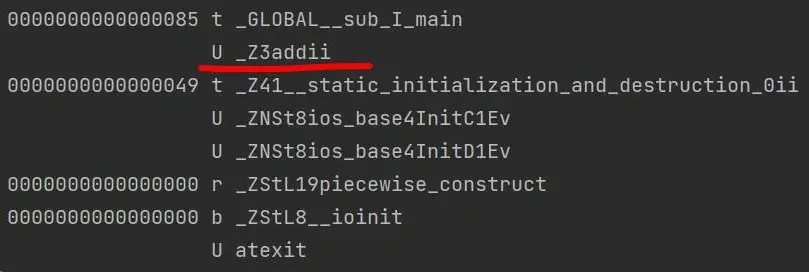 0000000000000085 t _GLOBAL__sub_I_main
U _Z3addii
0000000000000049 t _Z41__static_initialization_and_destruction_0ii
U _ZNSt8ios_base4InitC1Ev
U _ZNSt8ios_base4InitD1Ev
0000000000000000 r _ZStL19piecewise_construct
0000000000000000 b _ZStL8__ioinit
U atexit